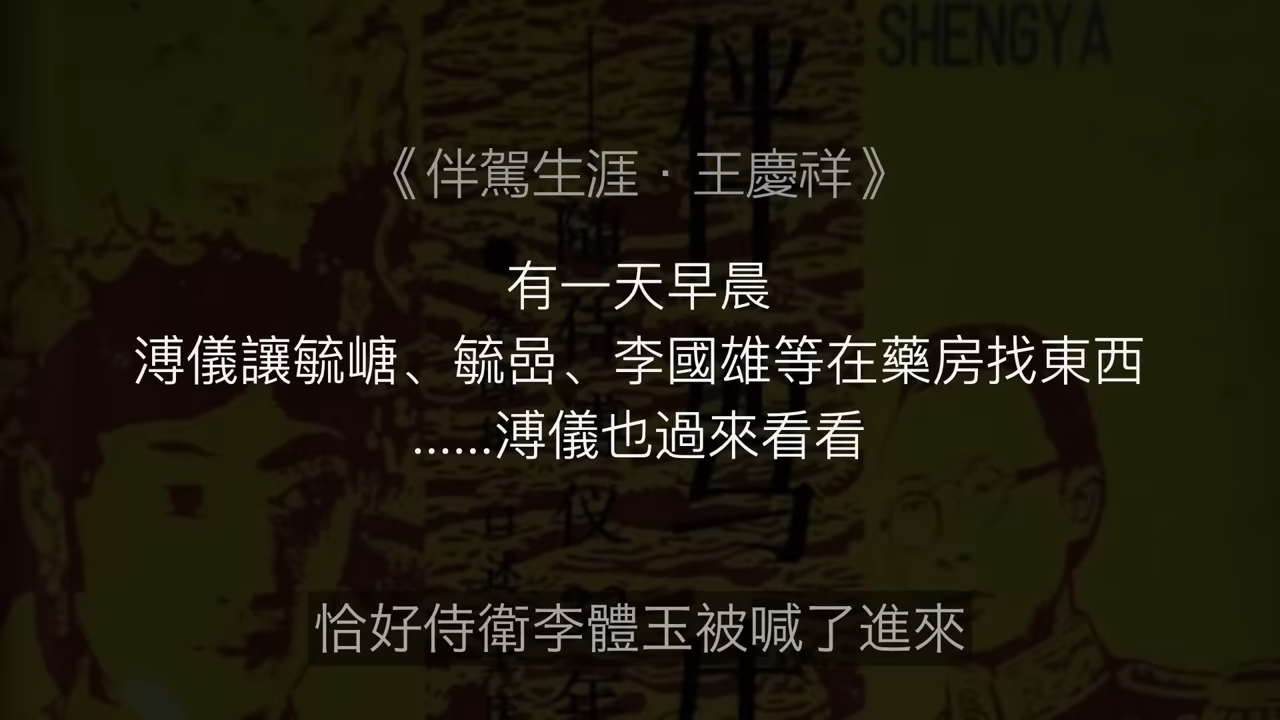 SHENGYA
《伴駕生涯·王慶祥》
有一天早晨
溥儀讓毓嵣、毓嵒、李國雄等在藥房找東西
......溥儀也過來看看
恰好侍衛李體玉被喊了進來